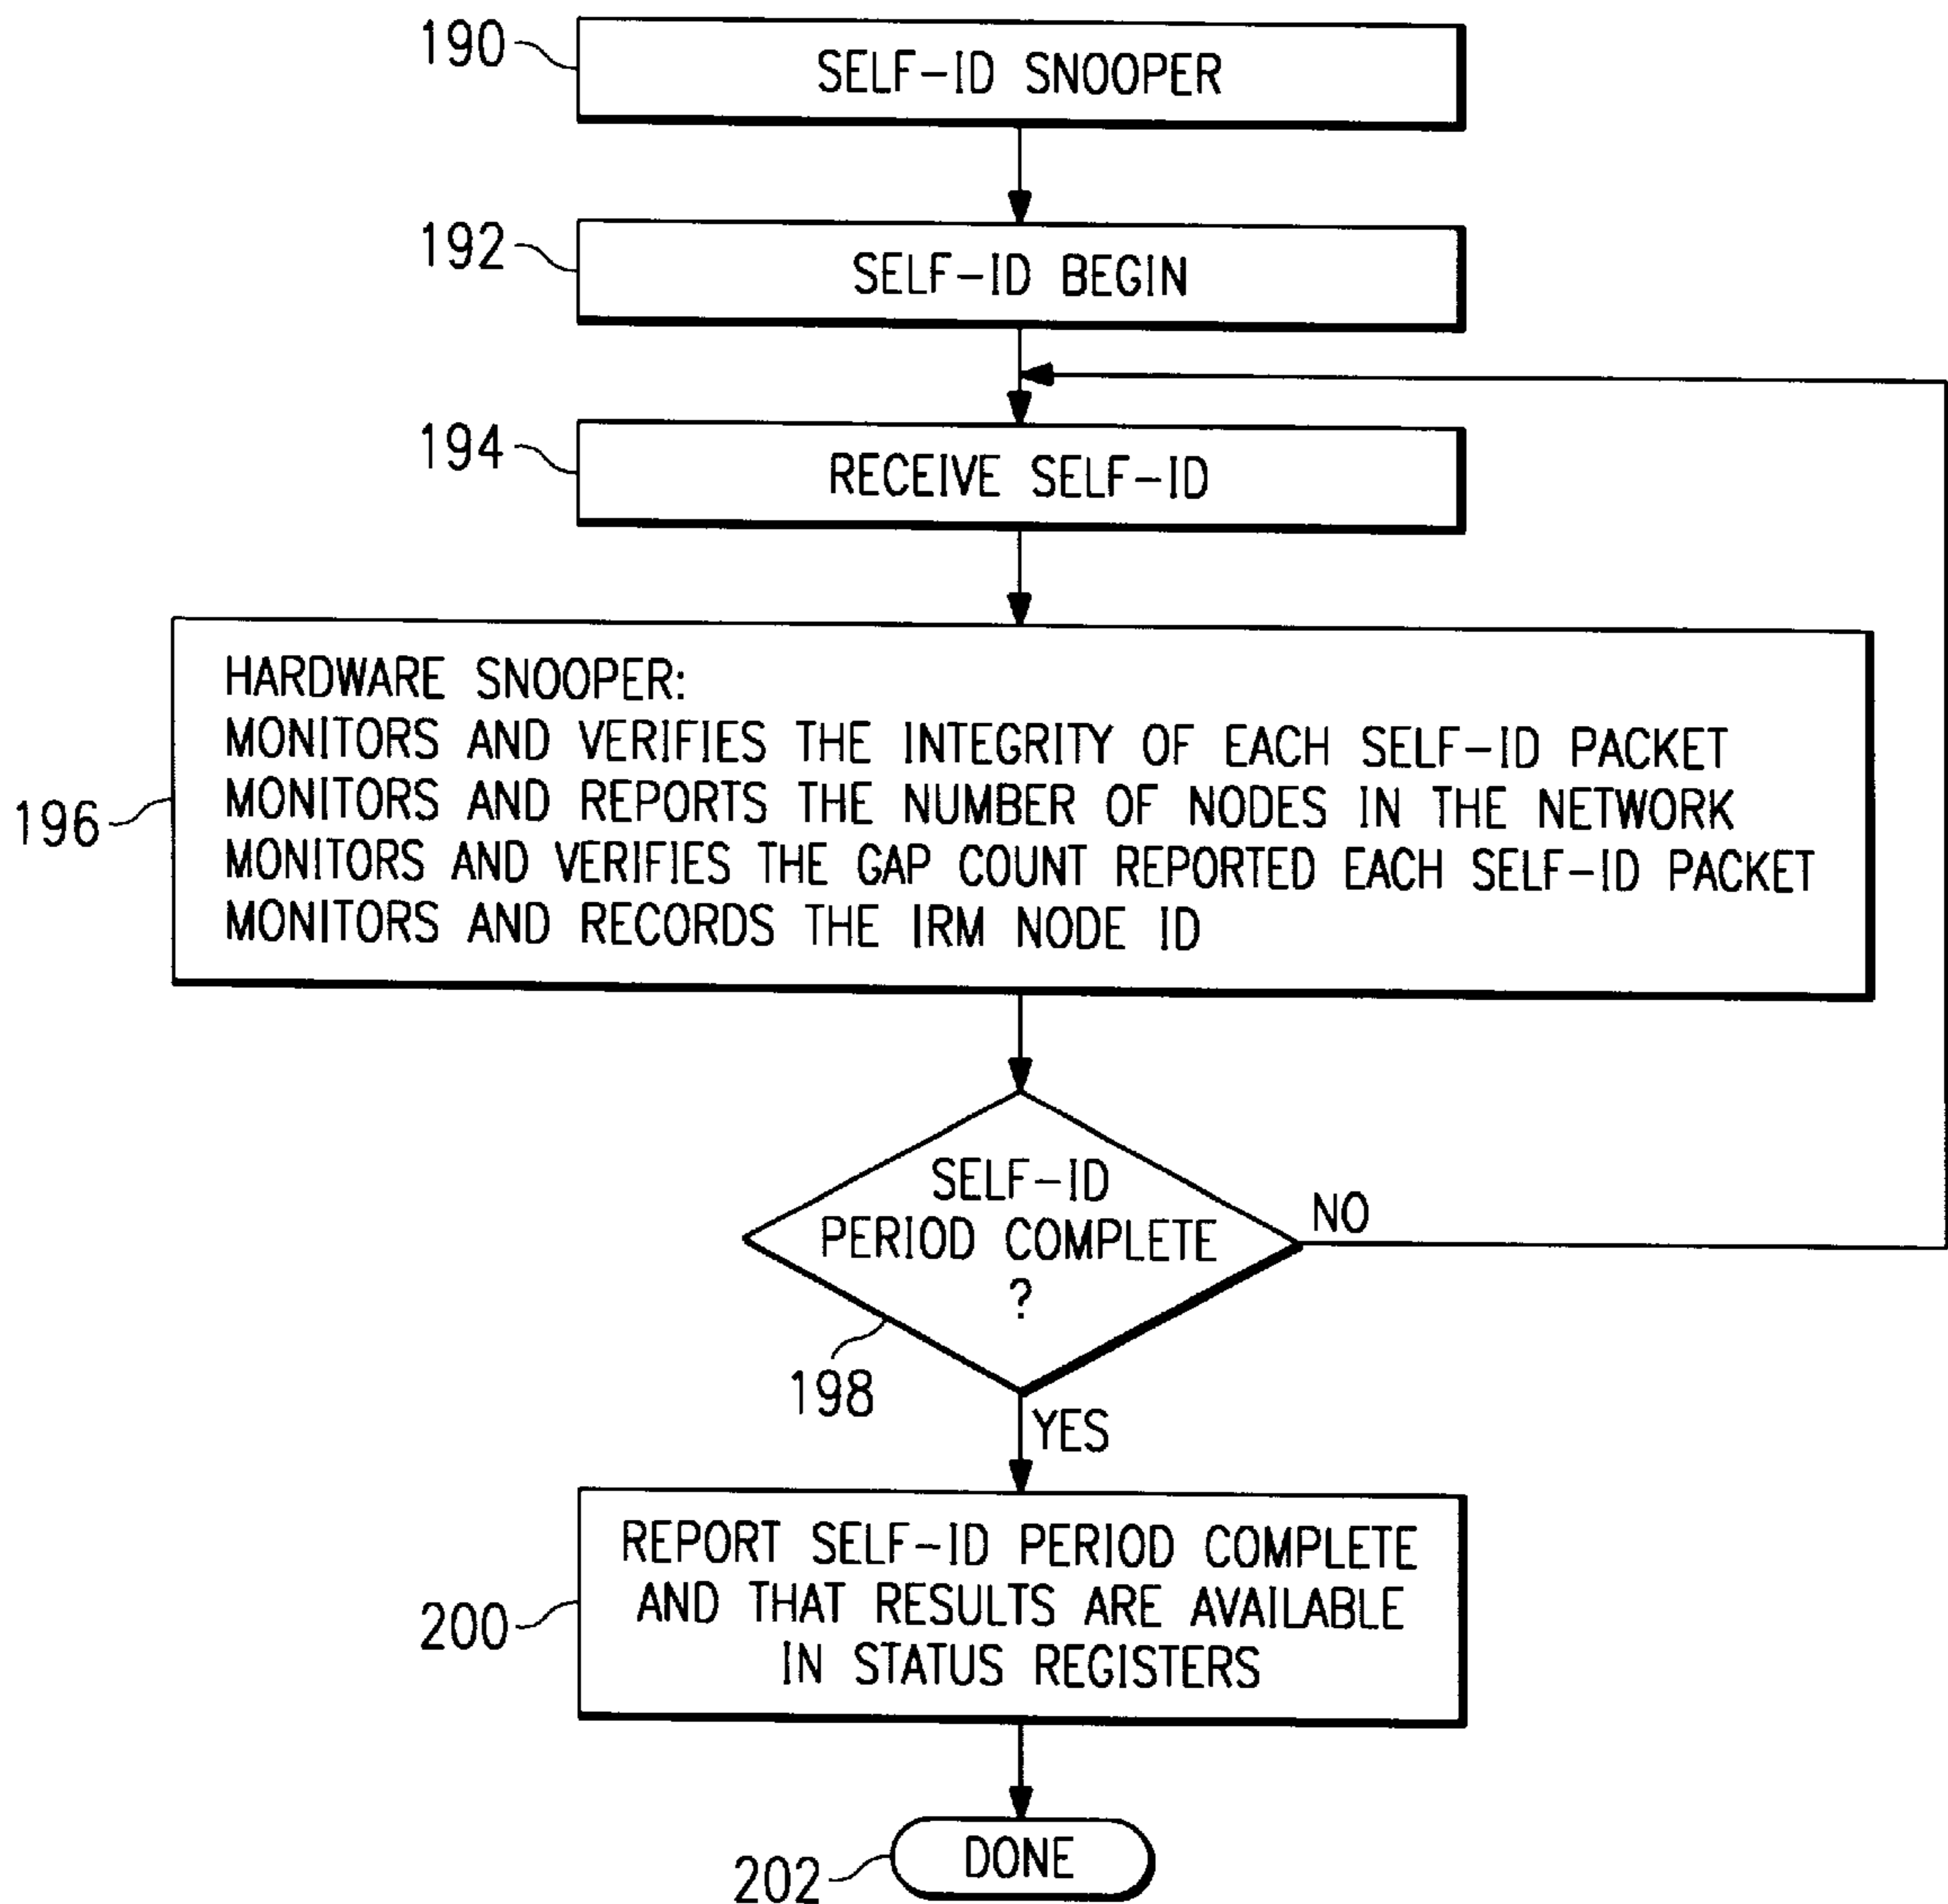 190
SELF-ID SNOOPER
192
SELF-ID BEGIN
194
RECEIVE SELF-ID
196
HARDWARE SNOOPER:
MONITORS AND VERIFIES THE INTEGRITY OF EACH SELF-ID PACKET
MONITORS AND REPORTS THE NUMBER OF NODES IN THE NETWORK
MONITORS AND VERIFIES THE GAP COUNT REPORTED EACH SELF-ID PACKET
MONITORS AND RECORDS THE IRM NODE ID
SELF-ID
PERIOD COMPLETE
?
NO
198
YES
200
REPORT SELF-ID PERIOD COMPLETE
AND THAT RESULTS ARE AVAILABLE
IN STATUS REGISTERS
202
DONE